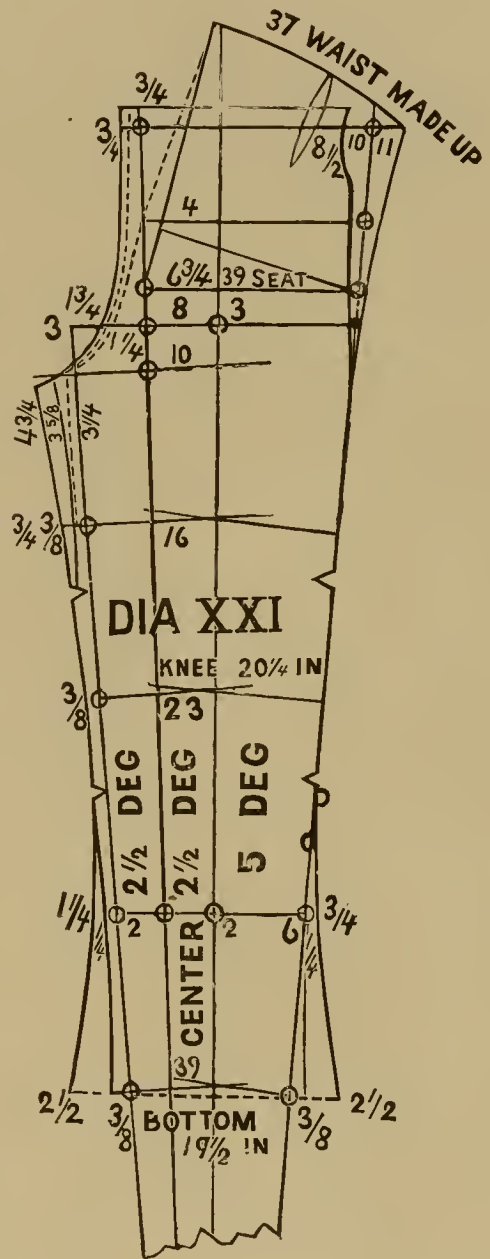 37 WAIST MADE UP
3/4
3/4
8 1/2
10 11
4
6 3/4 39 SEAT
1 3/4
3
8 3
1 1/4
10
4 3/4
3 5/8
3 1/4
3/4 3/8
16
DIA XXI
KNEE 20 1/4 IN
3/8
23
2 1/2 DEG
2 1/2 DEG
5 DEG
1 1/4
2
2
6
3/4
1/4
CENTER
39
2 1/2
3/8
BOTTOM
19 1/2 IN
3/8
2 1/2